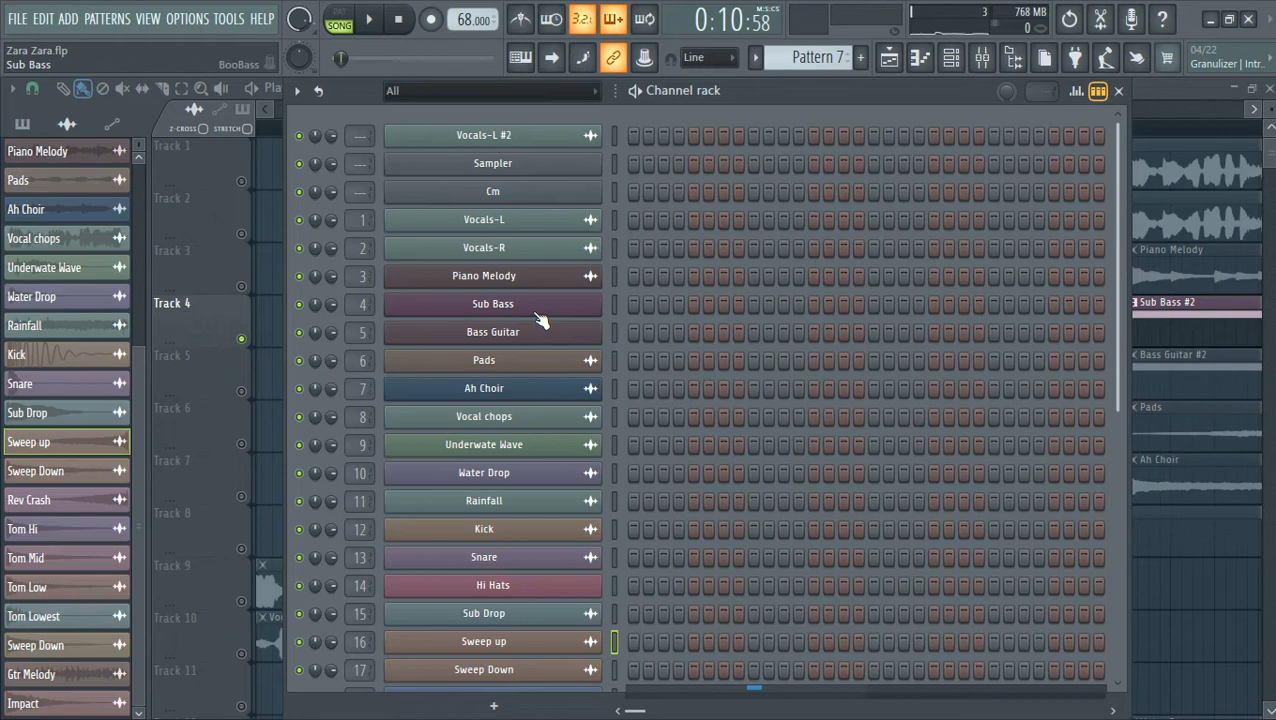 FILE EDIT ADD PATTERNS VIEW OPTIONS TOOLS HELP
PAT
SONG
68.000
3.2
0:10:58
M:S:CS
3
768 MB
0
Zara Zara.flp
Sub Bass
BooBass
Line
Pattern 7
04/22
Granulizer | Intr..
Pla
All
Channel rack
Z-CROSS
STRETCH
Piano Melody
Pads
Ah Choir
Vocal chops
Underwate Wave
Water Drop
Rainfall
Kick
Snare
Sub Drop
Sweep up
Sweep Down
Rev Crash
Tom Hi
Tom Mid
Tom Low
Tom Lowest
Sweep Down
Gtr Melody
Impact
Track 1
Track 2
Track 3
Track 4
Track 5
Track 6
Track 7
Track 8
Track 9
Track 10
Track 11
--- Vocals-L #2
--- Sampler
--- Cm
1 Vocals-L
2 Vocals-R
3 Piano Melody
4 Sub Bass
5 Bass Guitar
6 Pads
7 Ah Choir
8 Vocal chops
9 Underwate Wave
10 Water Drop
11 Rainfall
12 Kick
13 Snare
14 Hi Hats
15 Sub Drop
16 Sweep up
17 Sweep Down
Piano Melody
Sub Bass #2
Bass Guitar #2
Pads
Ah Choir